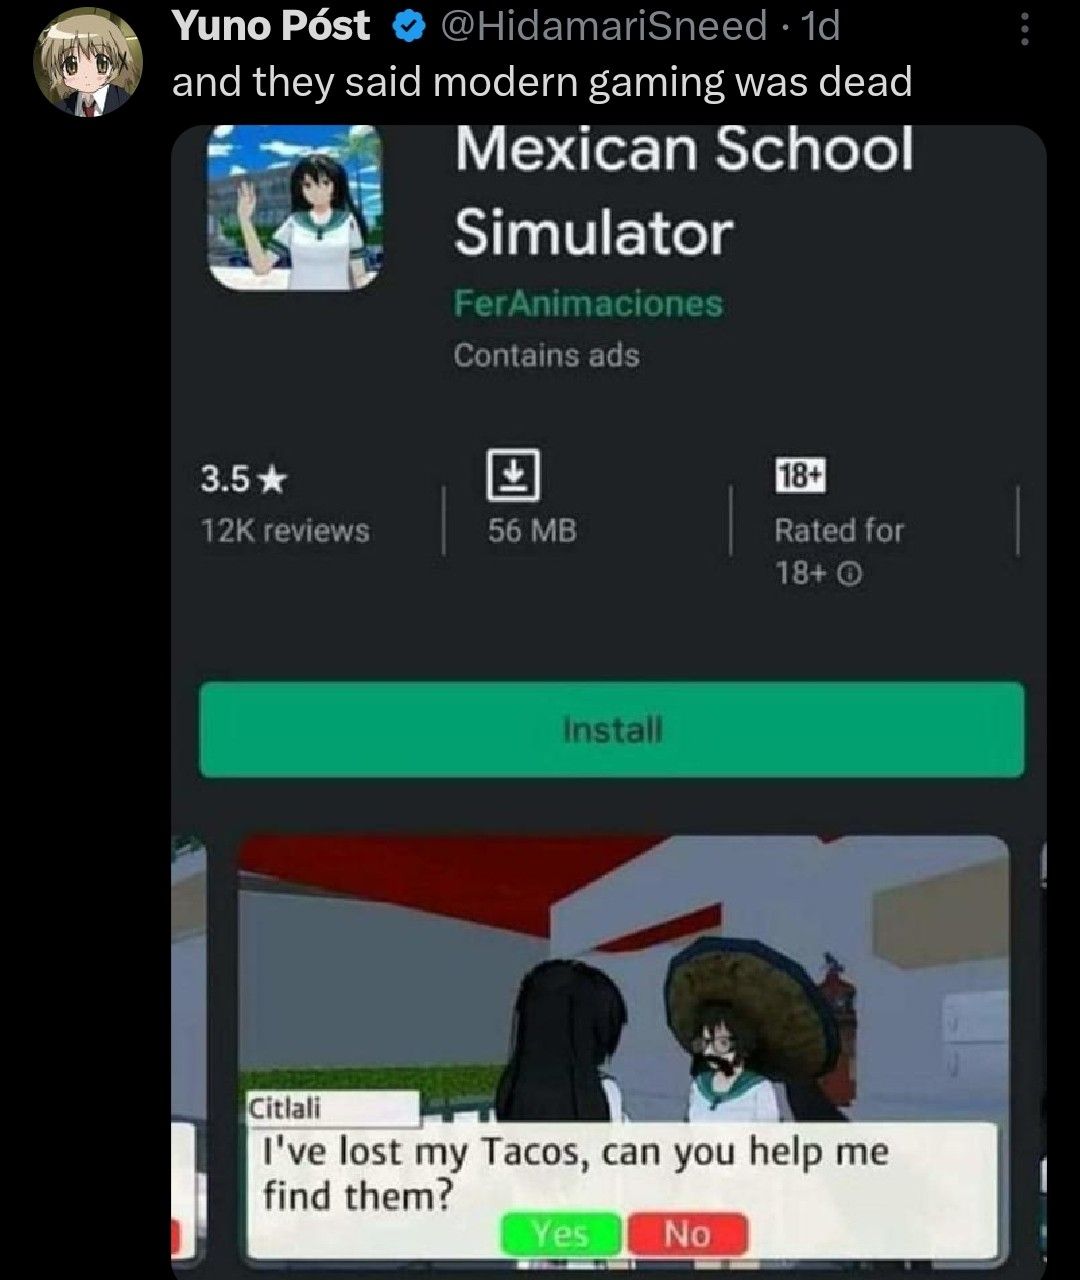 Yuno Póst @HidamariSneed · 1d
and they said modern gaming was dead
Mexican School
Simulator
FerAnimaciones
Contains ads
3.5★
12K reviews
56 MB
18+
Rated for
18+
Install
Citlali
I've lost my Tacos, can you help me
find them?
Yes No